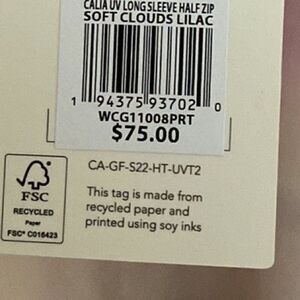 CALIA UV LONG SLEEVE HALF ZIP
SOFT CLOUDS LILAC
1 94375 93702 0
WCG11008PRT
$75.00
CA-GF-S22-HT-UVT2
FSC
RECYCLED
Paper
FSC® C016423
This tag is made from
recycled paper and
printed using soy inks